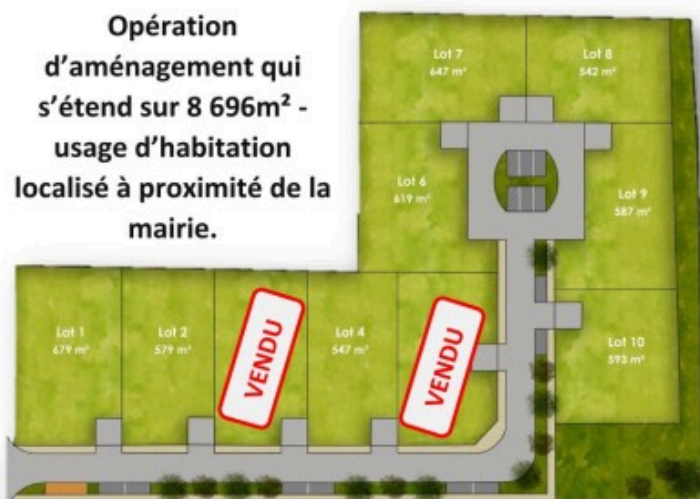 Opération
d’aménagement qui
s’étend sur 8 696m² -
usage d’habitation
localisé à proximité de la
mairie.
Lot 7
647 m²
Lot 8
542 m²
Lot 6
619 m²
Lot 9
587 m²
Lot 1
679 m²
Lot 2
579 m²
VENDU
Lot 4
547 m²
VENDU
Lot 10
593 m²